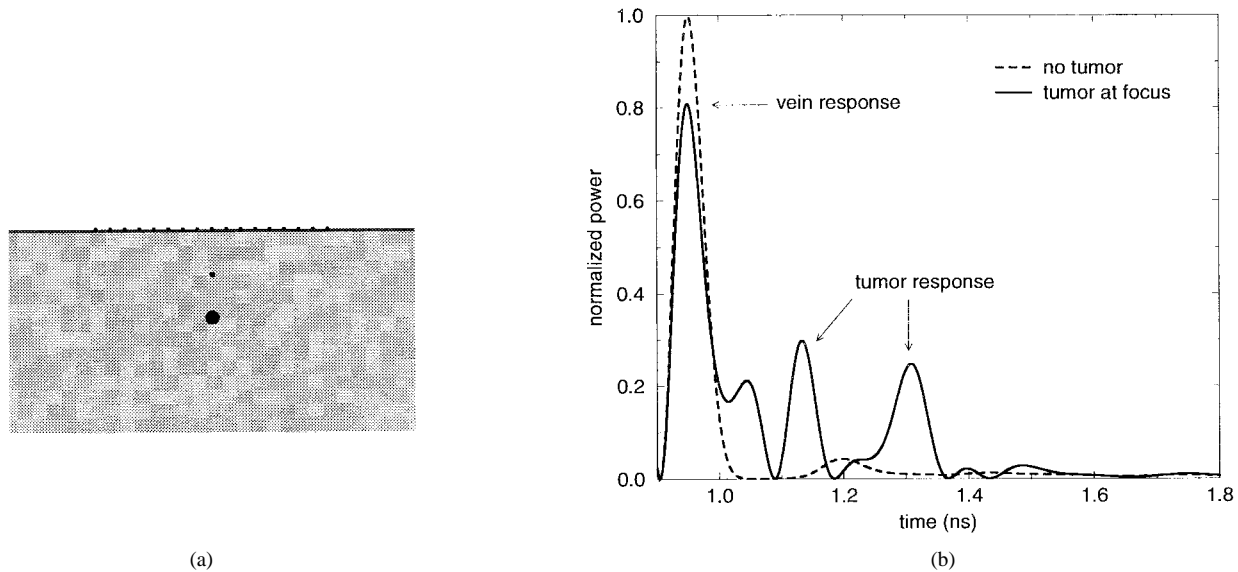 1.0
0.8
0.6
0.4
0.2
0.0
normalized power
no tumor
tumor at focus
vein response
tumor response
1.0
1.2
1.4
1.6
1.8
time (ns)
(a)
(b)